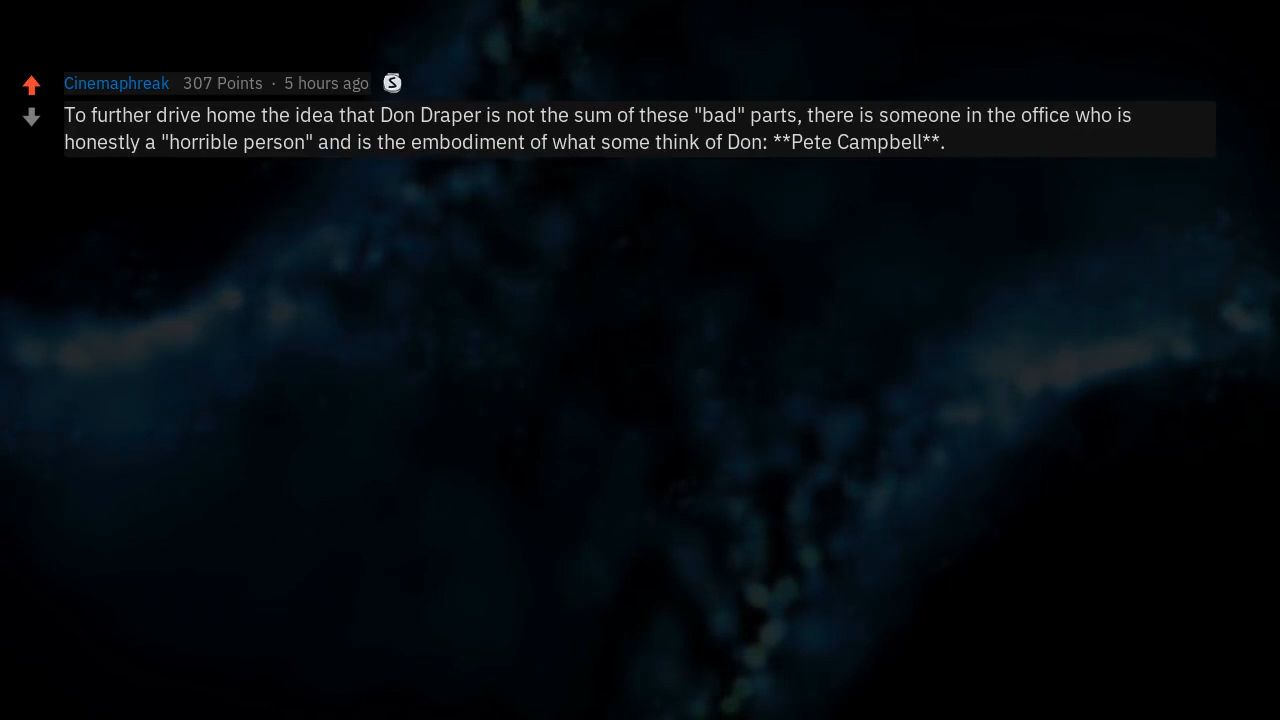 Cinemaphreak 307 Points · 5 hours ago S
To further drive home the idea that Don Draper is not the sum of these "bad" parts, there is someone in the office who is
honestly a "horrible person" and is the embodiment of what some think of Don: **Pete Campbell**.